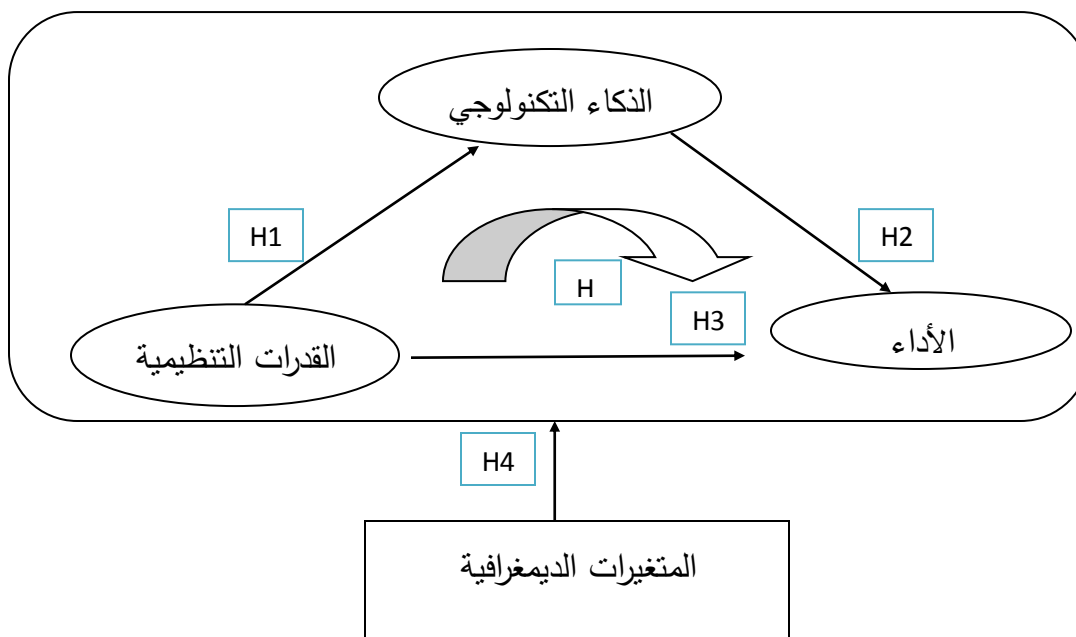 الذكاء التكنولوجي
H1
H2
H
H3
القدرات التنظيمية
الأداء
H4
المتغيرات الديمغرافية